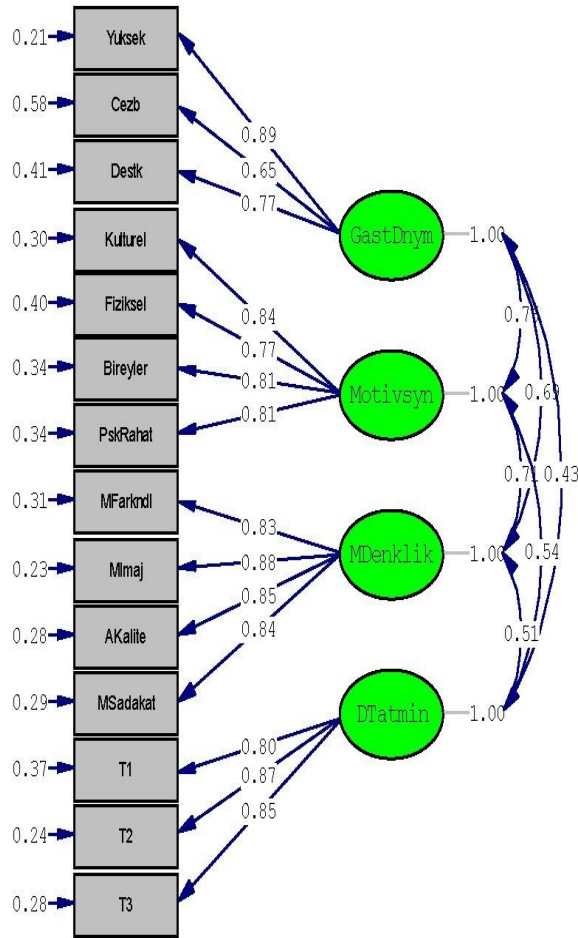 0.21 Yuksek
0.58 Cezb
0.41 Destk
0.30 Kulturel
0.40 Fiziksel
0.34 Bireyler
0.34 PskRahat
0.31 MFarkndl
0.23 MImaj
0.28 AKalite
0.29 MSadakat
0.37 T1
0.24 T2
0.28 T3
0.89
0.65
0.77
0.84
0.77
0.81
0.81
0.83
0.88
0.85
0.84
0.80
0.87
0.85
GastDnym 1.00
Motivsyn 1.00
MDenklik 1.00
DTatmin 1.00
0.71
0.43
0.54
0.51